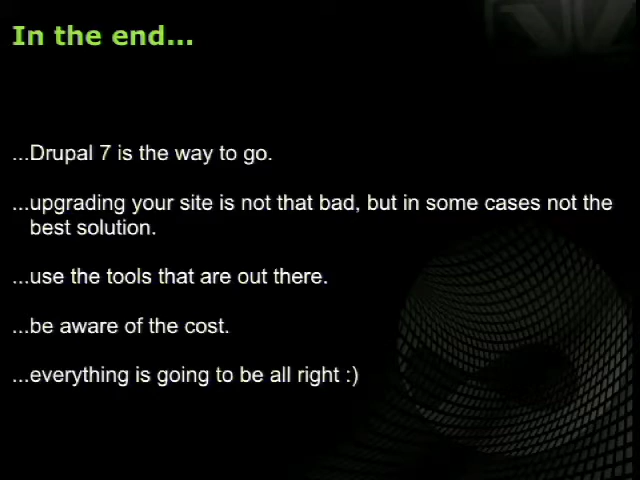 In the end...
...Drupal 7 is the way to go.
...upgrading your site is not that bad, but in some cases not the
best solution.
...use the tools that are out there.
...be aware of the cost.
...everything is going to be all right :)